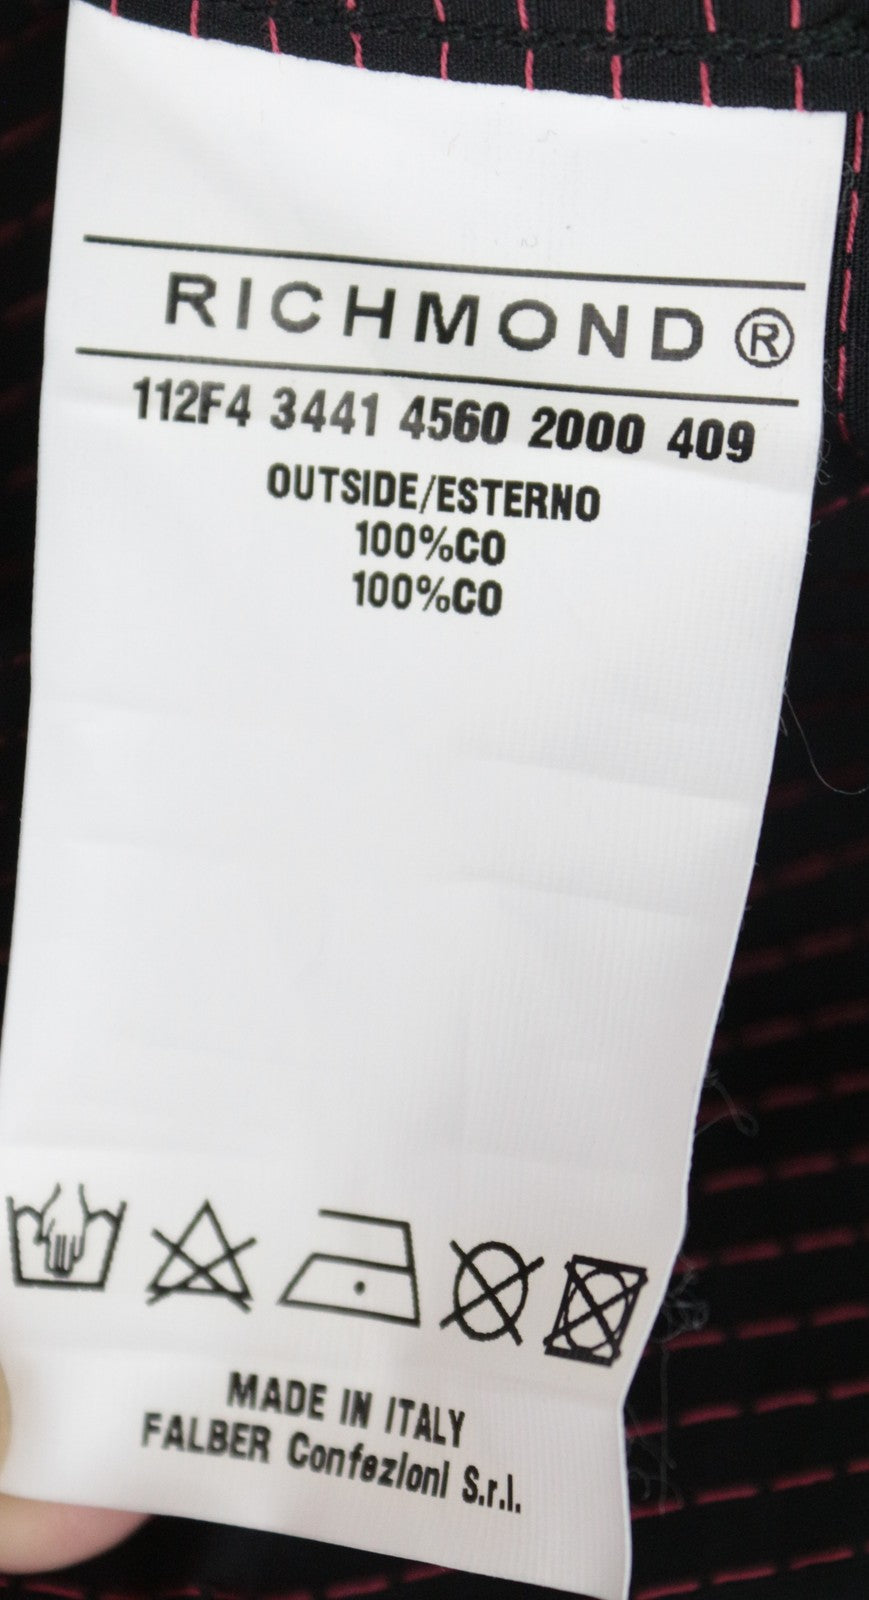 RICHMOND®
112F4 3441 4560 2000 409
OUTSIDE/ESTERNO
100%CO
100%CO
MADE IN ITALY
FALBER Confezioni S.r.l.